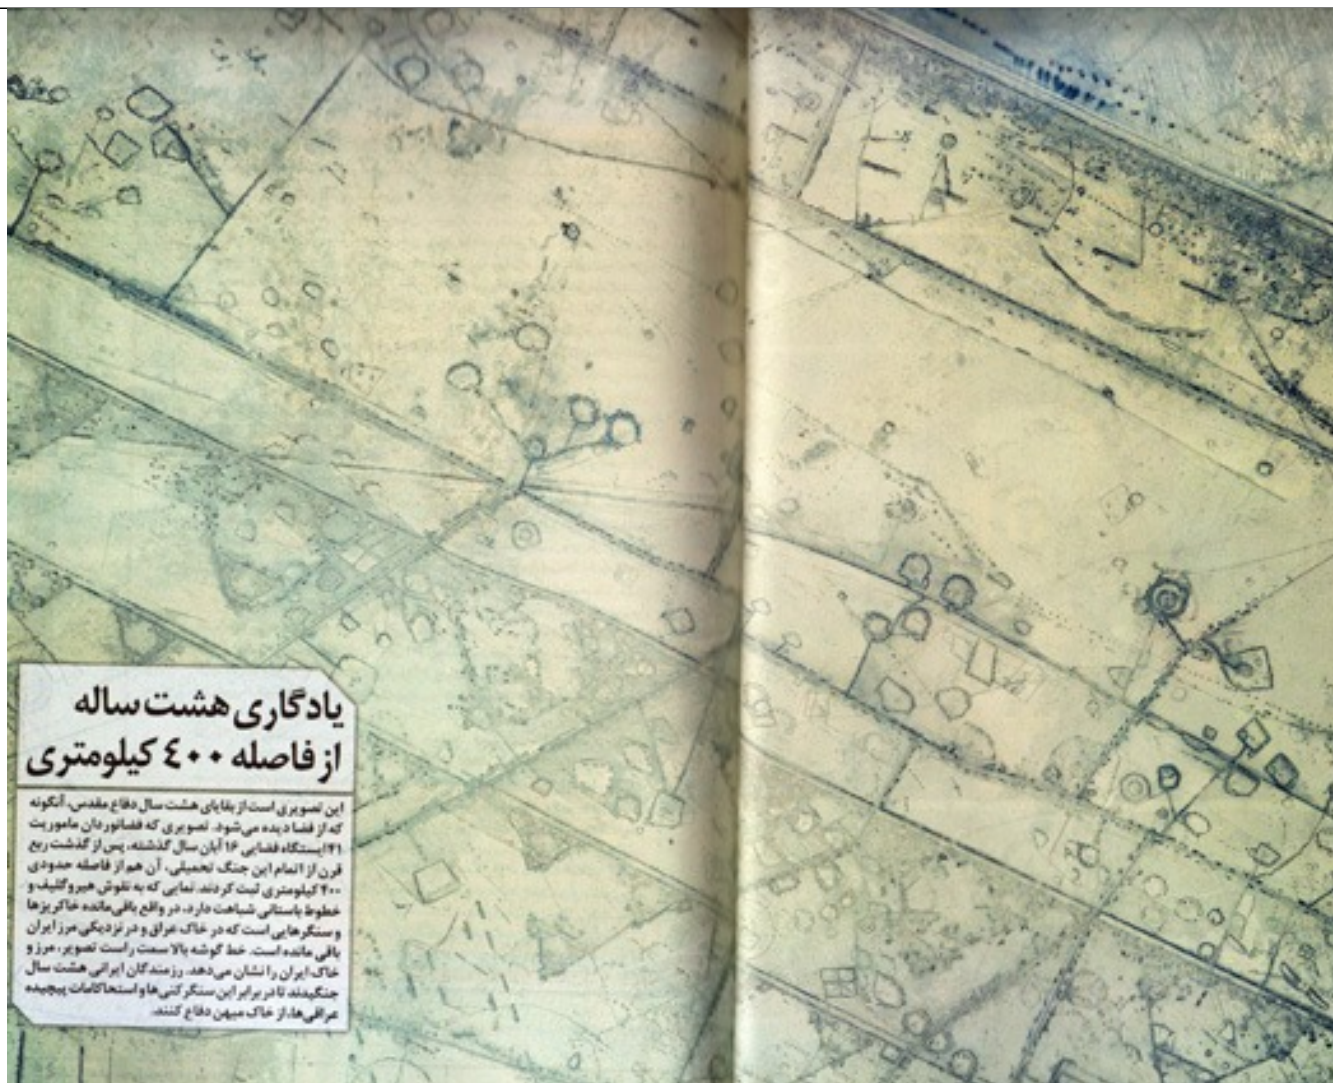 یادگاری هشت ساله
از فاصله ۴۰۰ کیلومتری
این تصویری است از بقایای هشت سال دفاع مقدس، آنگونه
که از فضا دیده می‌شود. تصویری که فضانوردان ماموریت
۴۱ ایستگاه فضایی ۱۶ آبان سال گذشته، پس از گذشت ربع
قرن از اتمام این جنگ تحمیلی، آن هم از فاصله حدودی
۴۰۰ کیلومتری ثبت کردند. نمایی که به نقوش هیروگلیف و
خطوط باستانی شباهت دارد، در واقع باقی‌مانده خاکریزها
و سنگرهایی است که در خاک عراق و در نزدیکی مرز ایران
باقی مانده است. خط گوشه بالا سمت راست تصویر، مرز و
خاک ایران را نشان می‌دهد. رزمندگان ایرانی هشت سال
جنگیدند تا در برابر این سنگرکنی‌ها و استحکامات پیچیده
عراقی‌ها، از خاک میهن دفاع کنند.